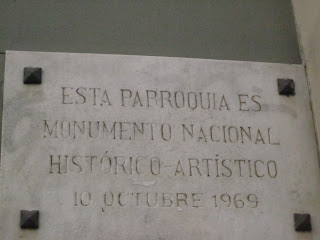 ESTA PARROQUIA ES
MONUMENTO NACIONAL
HISTÓRICO-ARTÍSTICO
10 OCTUBRE 1969